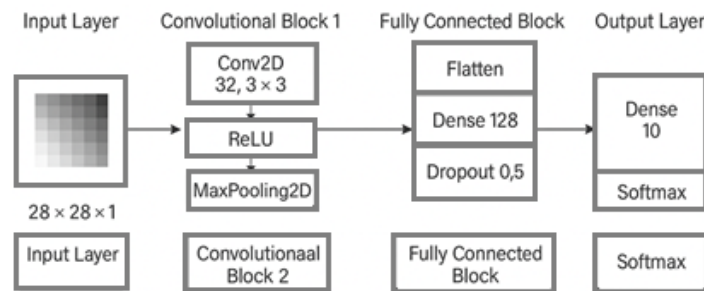 Input Layer
Convolutional Block 1
Fully Connected Block
Output Layer
Conv2D
32, 3 × 3
ReLU
MaxPooling2D
Flatten
Dense 128
Dropout 0,5
Dense
10
Softmax
28 × 28 × 1
Input Layer
Convolutionaal
Block 2
Fully Connected
Block
Softmax